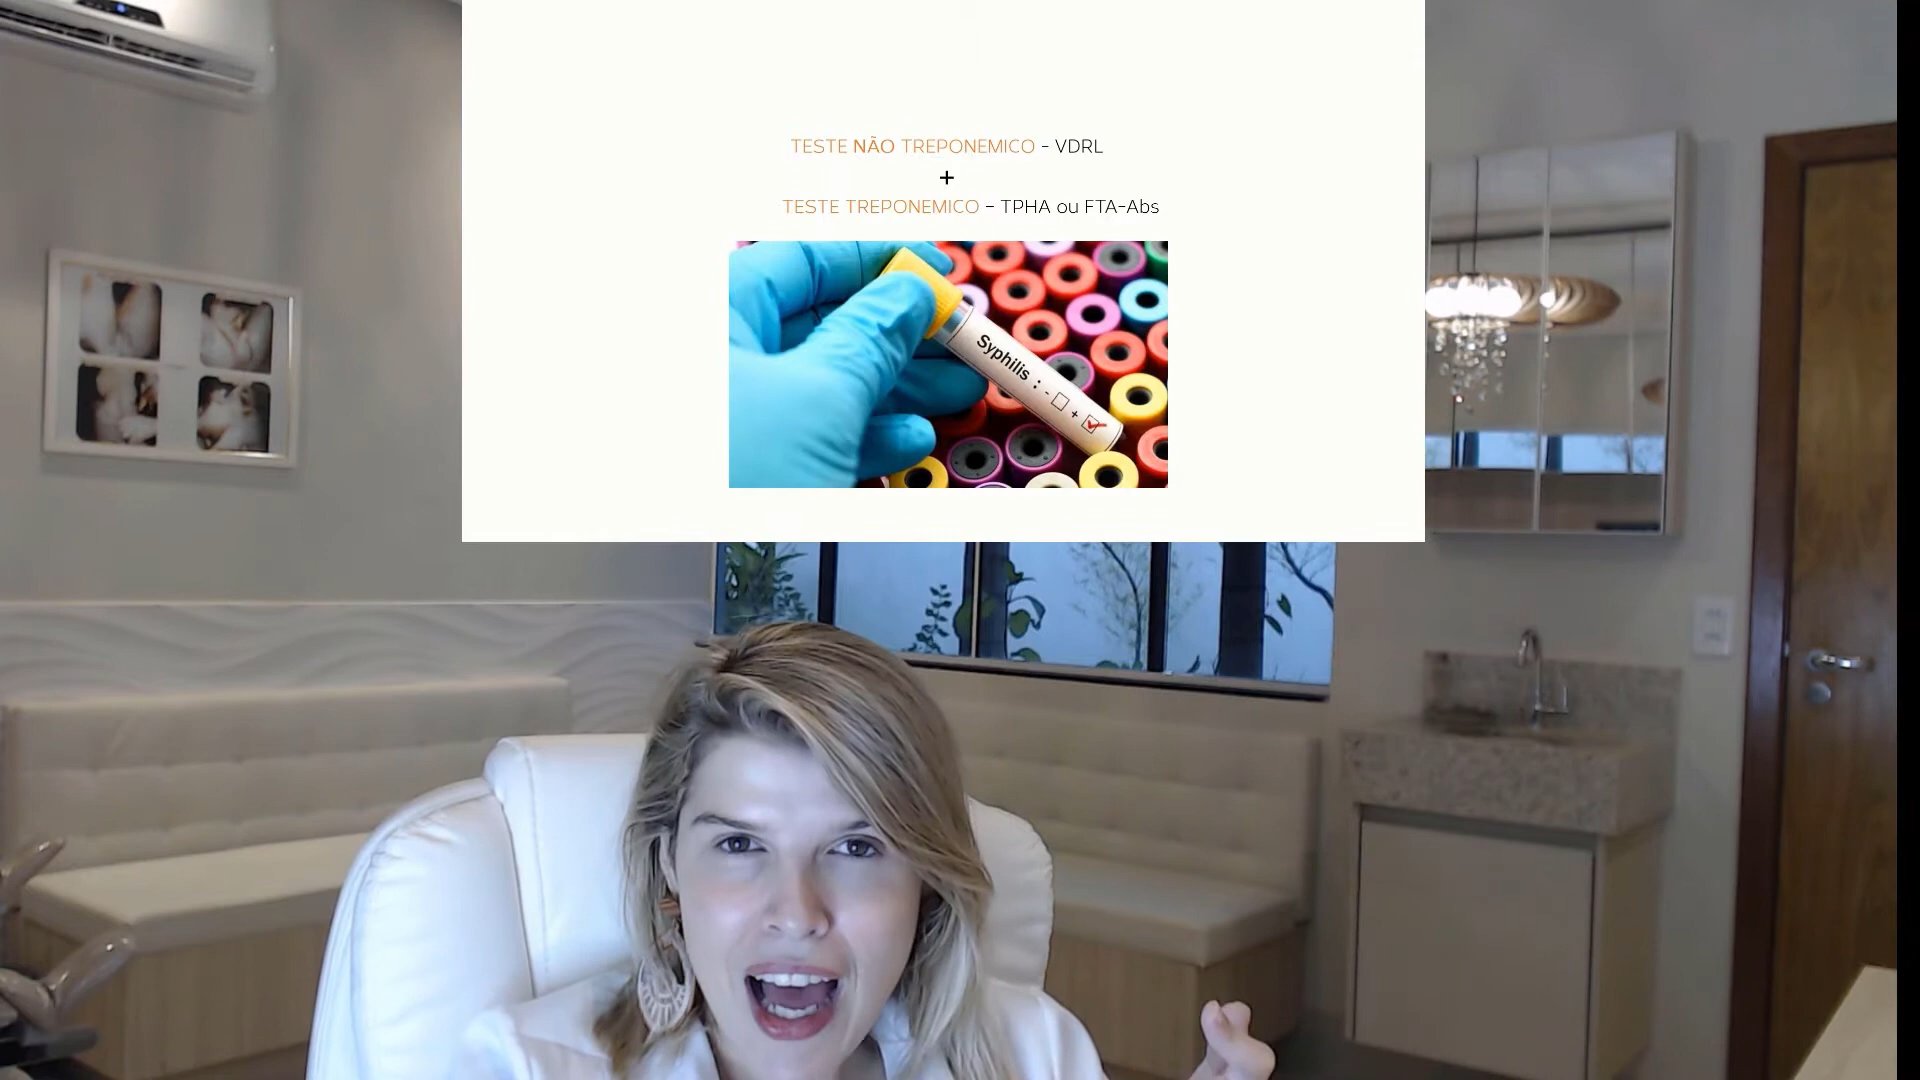 TESTE NÃO TREPONEMICO - VDRL
+
TESTE TREPONEMICO – TPHA ou FTA-Abs
Syphilis : - □ + ☑